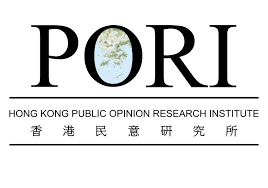 PORI
HONG KONG PUBLIC OPINION RESEARCH INSTITUTE
香港民意研究所